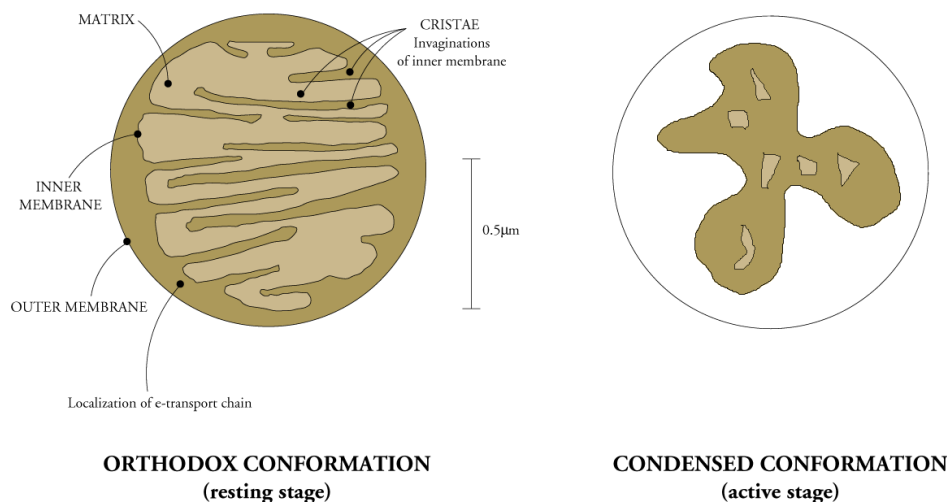 MATRIX
CRISTAE
Invaginations
of inner membrane
INNER
MEMBRANE
0.5µm
OUTER MEMBRANE
Localization of e-transport chain
ORTHODOX CONFORMATION
(resting stage)
CONDENSED CONFORMATION
(active stage)